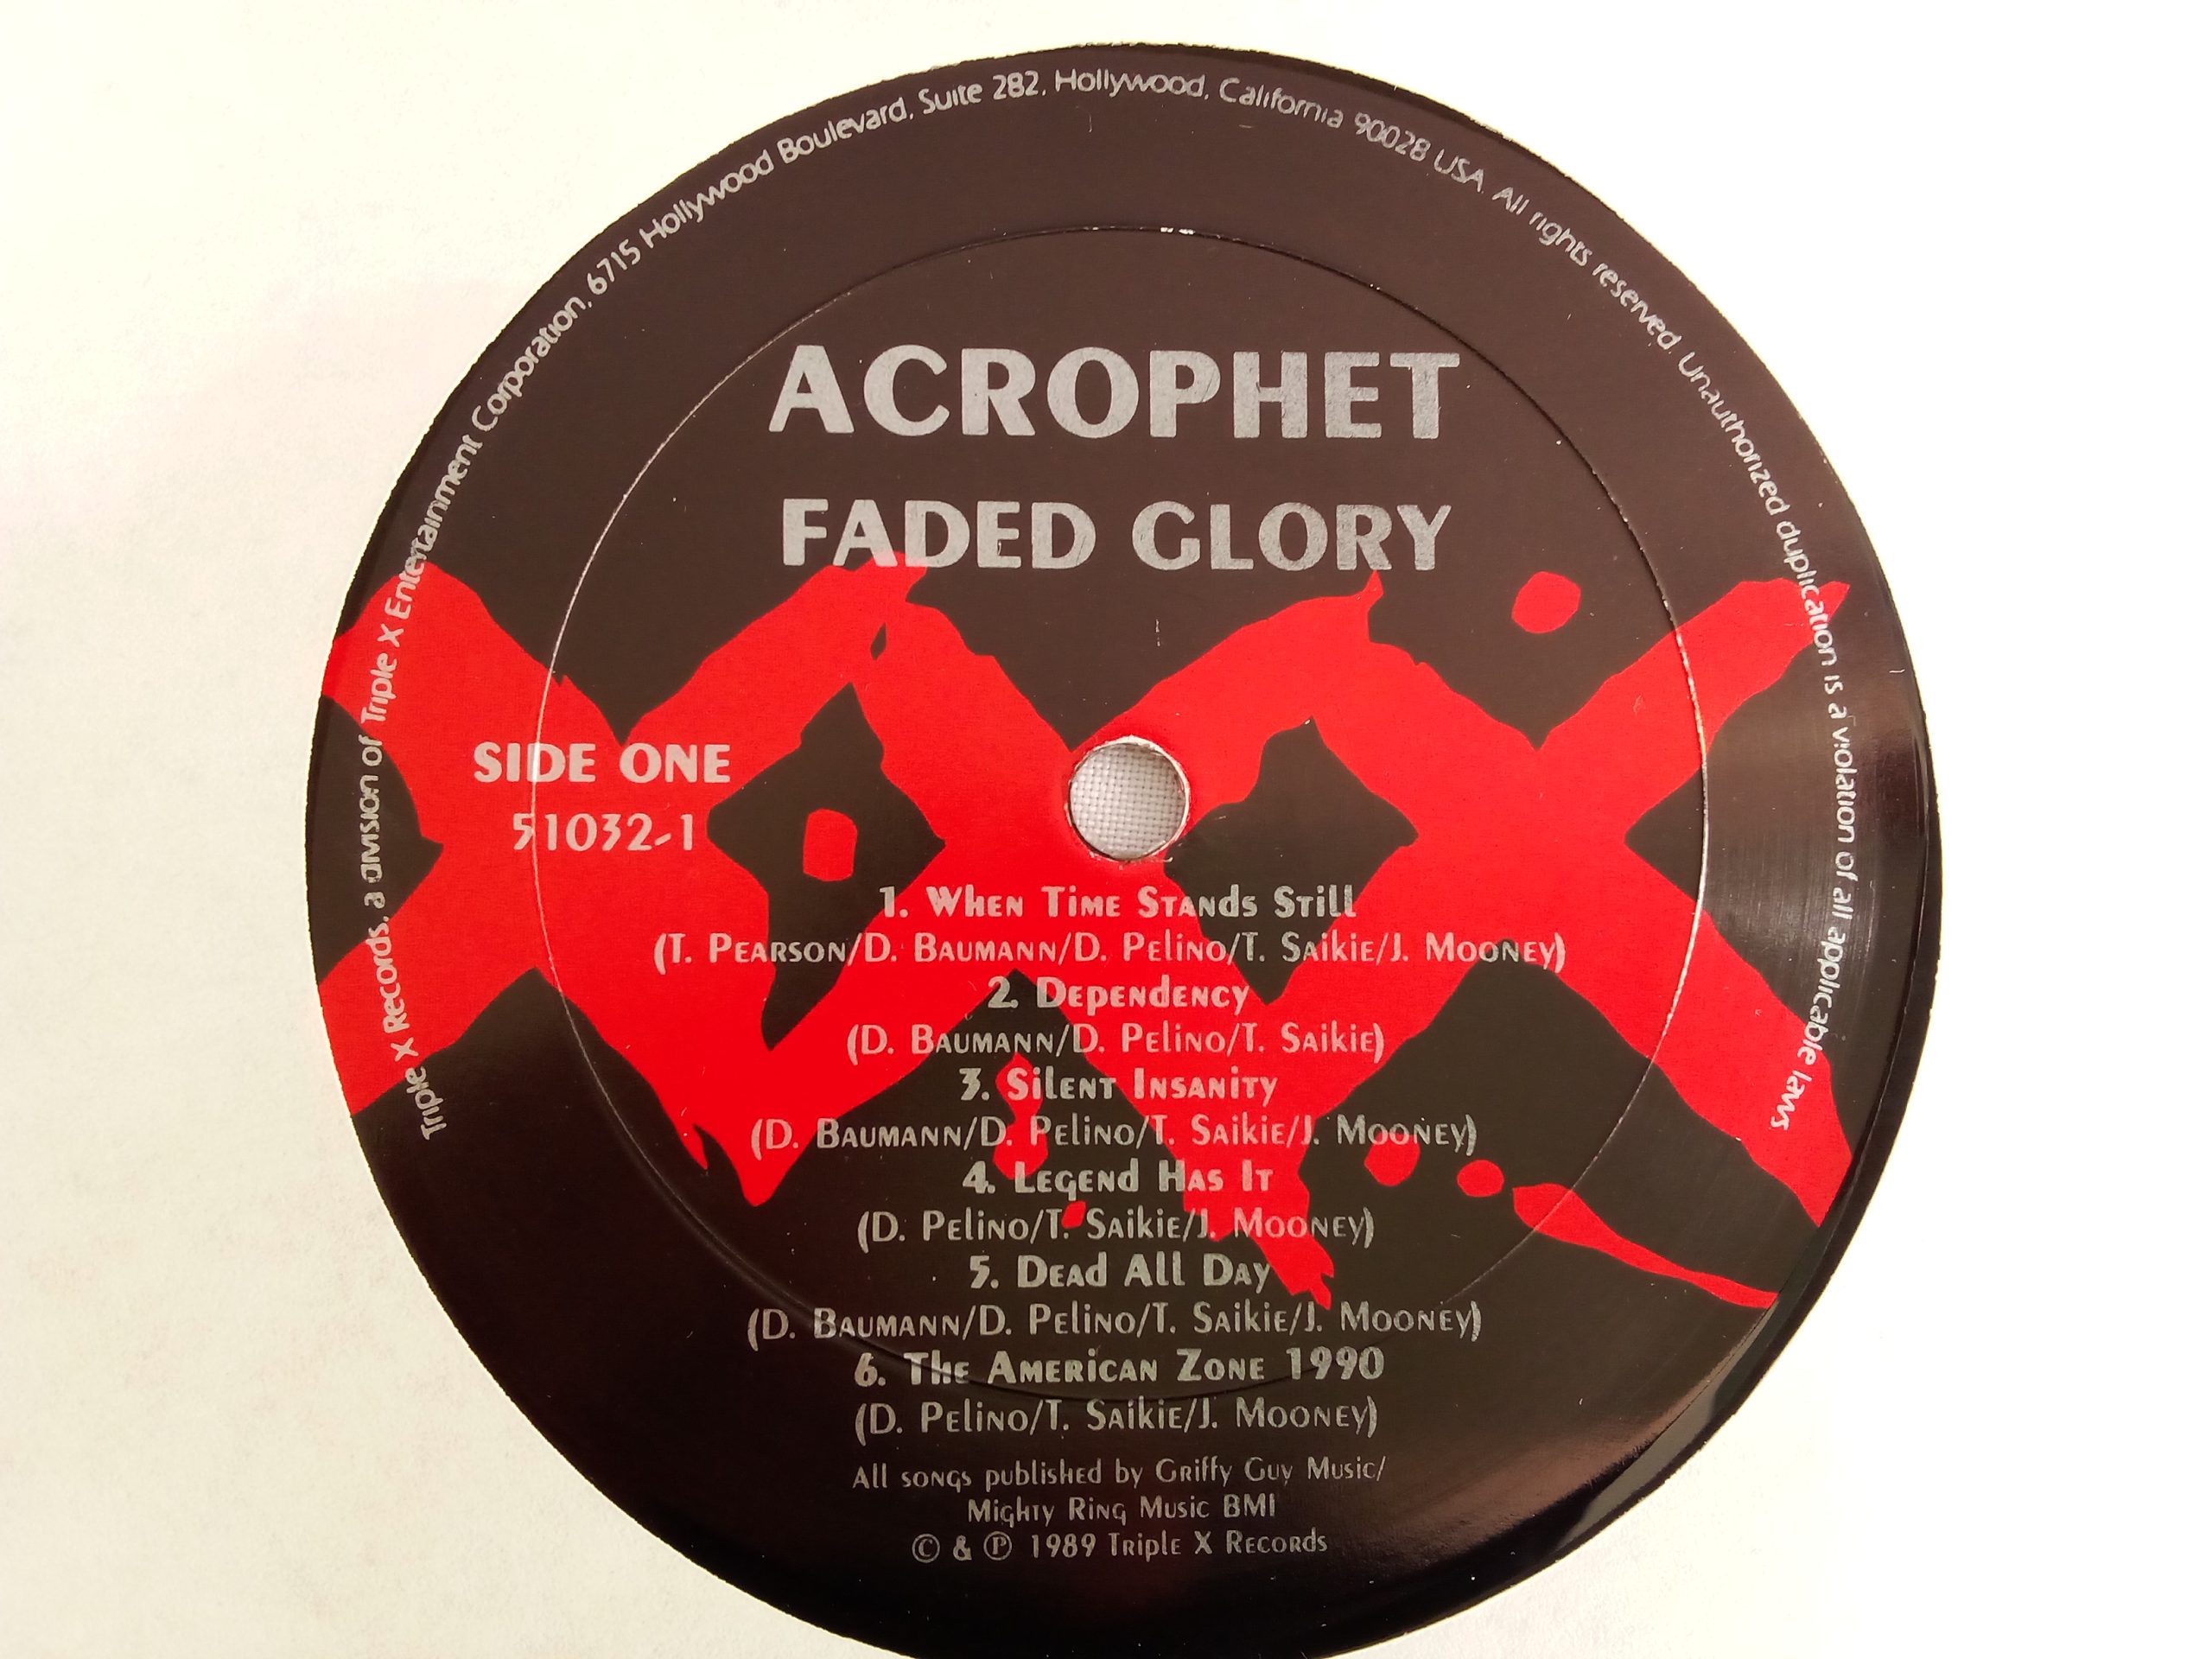 Triple X Records, a division of Triple X Entertainment Corporation, 6715 Hollywood Boulevard, Suite 282, Hollywood, California 90028 USA. All rights reserved. Unauthorized duplication is a violation of all applicable laws
ACROPHET
FADED GLORY
SIDE ONE
51032-1
1. When Time Stands Still
(T. Pearson/D. Baumann/D. Pelino/T. Saikie/J. Mooney)
2. Dependency
(D. Baumann/D. Pelino/T. Saikie)
3. Silent Insanity
(D. Baumann/D. Pelino/T. Saikie/J. Mooney)
4. Legend Has It
(D. Pelino/T. Saikie/J. Mooney)
5. Dead All Day
(D. Baumann/D. Pelino/T. Saikie/J. Mooney)
6. The American Zone 1990
(D. Pelino/T. Saikie/J. Mooney)
All songs published by Griffy Guy Music/
Mighty Ring Music BMI
© & ℗ 1989 Triple X Records